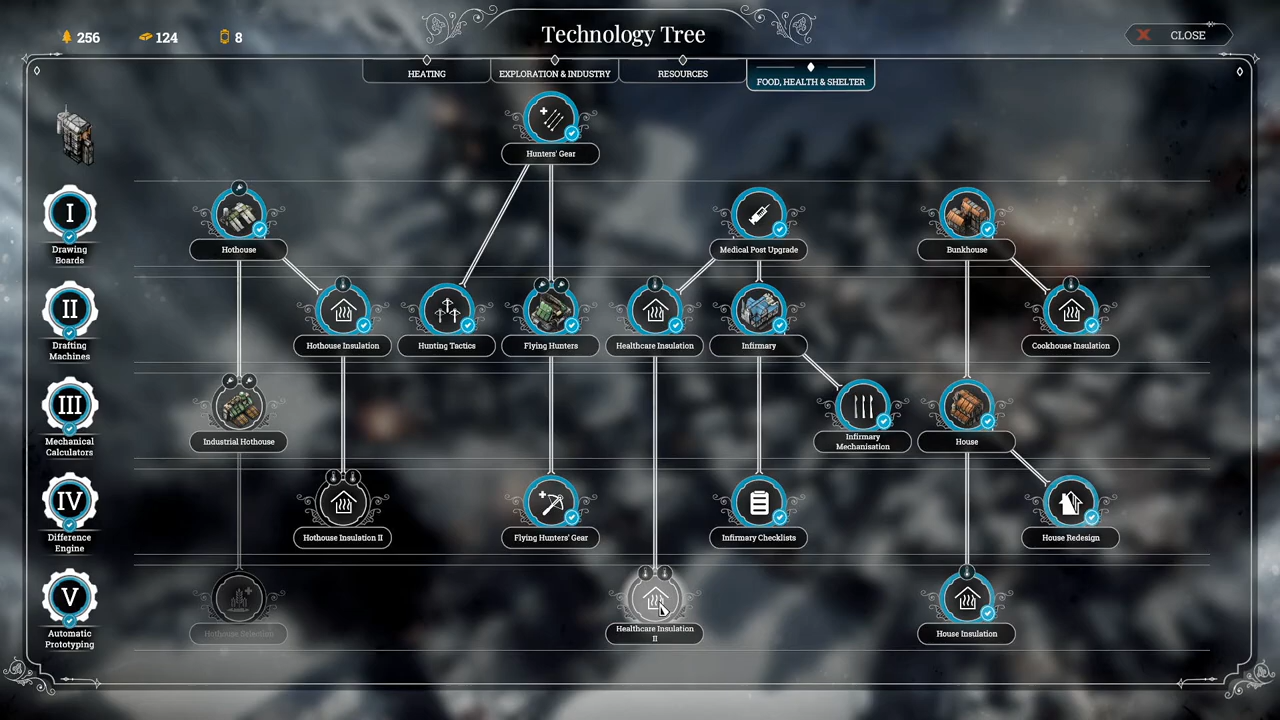 256 124 8
Technology Tree
CLOSE
HEATING
EXPLORATION & INDUSTRY
RESOURCES
FOOD, HEALTH & SHELTER
Hunters' Gear
I
Drawing
Boards
Hothouse
Medical Post Upgrade
Bunkhouse
II
Drafting
Machines
Hothouse Insulation
Hunting Tactics
Flying Hunters
Healthcare Insulation
Infirmary
Cookhouse Insulation
III
Mechanical
Calculators
Industrial Hothouse
Infirmary
Mechanisation
House
IV
Difference
Engine
Hothouse Insulation II
Flying Hunters' Gear
Infirmary Checklists
House Redesign
V
Automatic
Prototyping
Hothouse Selection
Healthcare Insulation
II
House Insulation